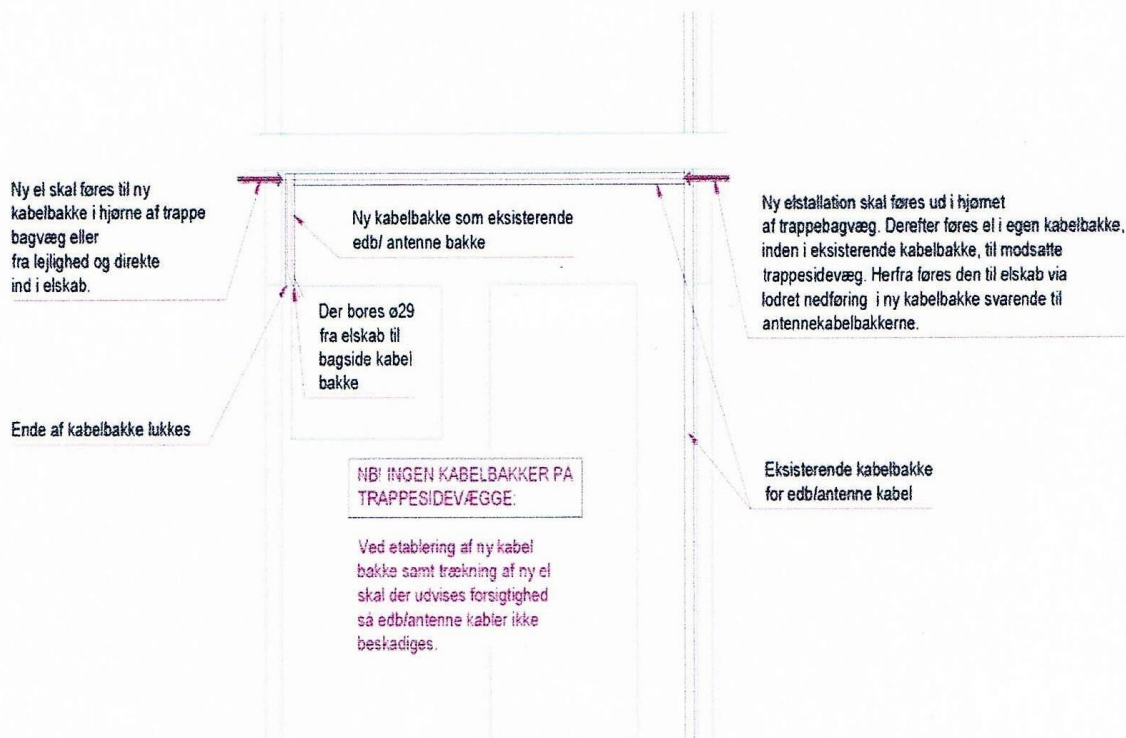 Ny el skal føres til ny
kabelbakke i hjørne af trappe
bagvæg eller
fra lejlighed og direkte
ind i elskab.
Ny kabelbakke som eksisterende
edb/ antenne bakke
Ny elstallation skal føres ud i hjørnet
af trappebagvæg. Derefter føres el i egen kabelbakke,
inden i eksisterende kabelbakke, til modsatte
trappesidevæg. Herfra føres den til elskab via
lodret nedføring i ny kabelbakke svarende til
antennekabelbakkerne.
Der bores ø29
fra elskab til
bagside kabel
bakke
Ende af kabelbakke lukkes
Eksisterende kabelbakke
for edb/antenne kabel
NB! INGEN KABELBAKKER PÅ
TRAPPESIDEVÆGGE:
Ved etablering af ny kabel
bakke samt trækning af ny el
skal der udvises forsigtighed
så edb/antenne kabler ikke
beskadiges.